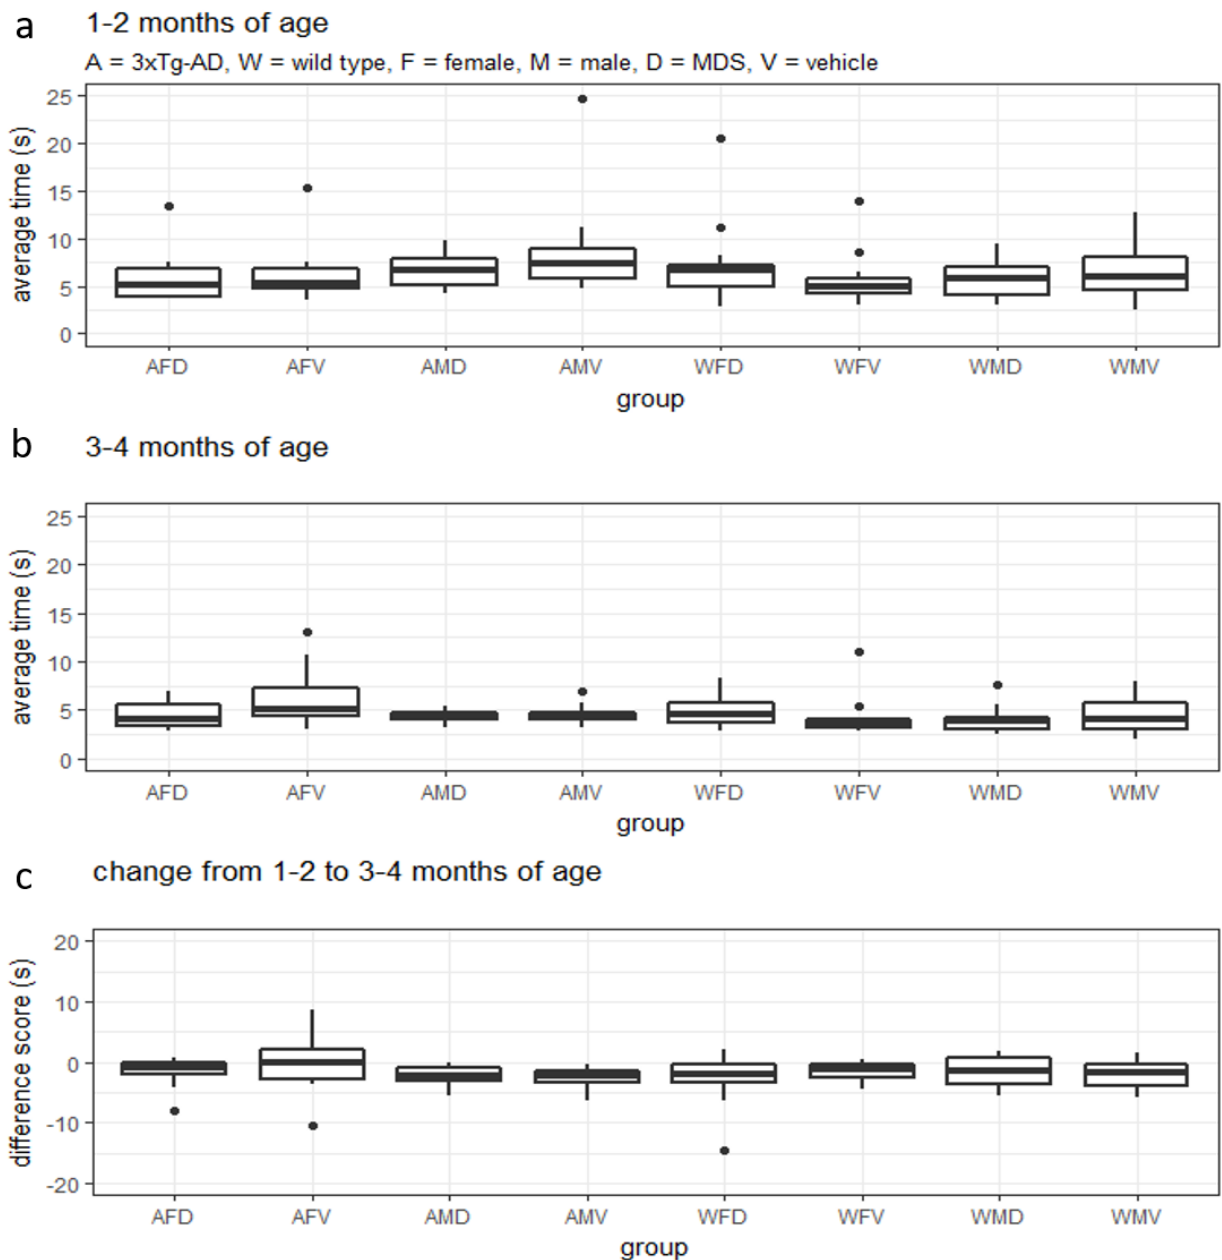 a
1-2 months of age
A = 3xTg-AD, W = wild type, F = female, M = male, D = MDS, V = vehicle
average time (s)
25
20
15
10
5
0
AFD AFV AMD AMV WFD WFV WMD WMV
group
b
3-4 months of age
average time (s)
25
20
15
10
5
0
AFD AFV AMD AMV WFD WFV WMD WMV
group
c
change from 1-2 to 3-4 months of age
difference score (s)
20
10
0
-10
-20
AFD AFV AMD AMV WFD WFV WMD WMV
group